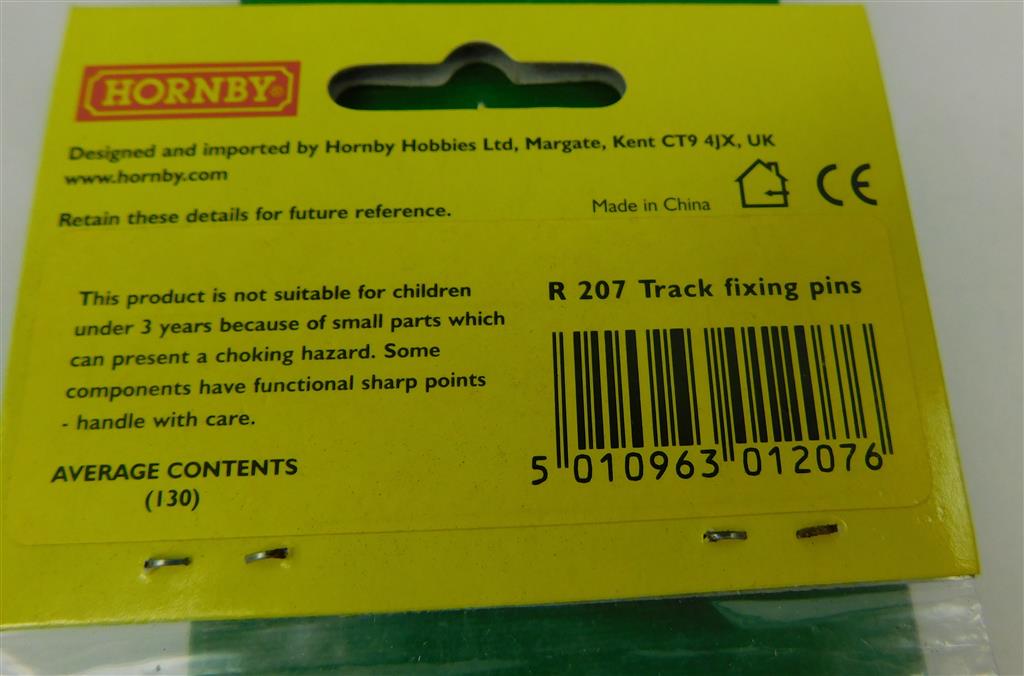 HORNBY®
Designed and imported by Hornby Hobbies Ltd, Margate, Kent CT9 4JX, UK
www.hornby.com
Retain these details for future reference.
Made in China
CE
This product is not suitable for children
under 3 years because of small parts which
can present a choking hazard. Some
components have functional sharp points
- handle with care.
AVERAGE CONTENTS
(130)
R 207 Track fixing pins
5 010963 012076